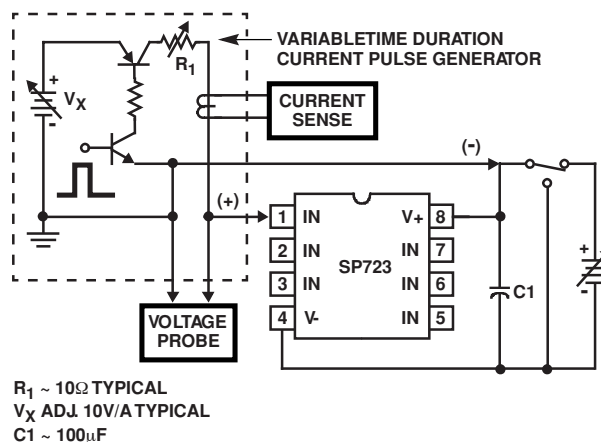 VARIABLETIME DURATION
CURRENT PULSE GENERATOR
R1
+
VX
-
CURRENT
SENSE
(-)
(+)
1 IN
2 IN
3 IN
4 V-
SP723
V+ 8
IN 7
IN 6
IN 5
+
-
C1
VOLTAGE
PROBE
R1 ~ 10Ω TYPICAL
VX ADJ. 10V/A TYPICAL
C1 ~ 100µF